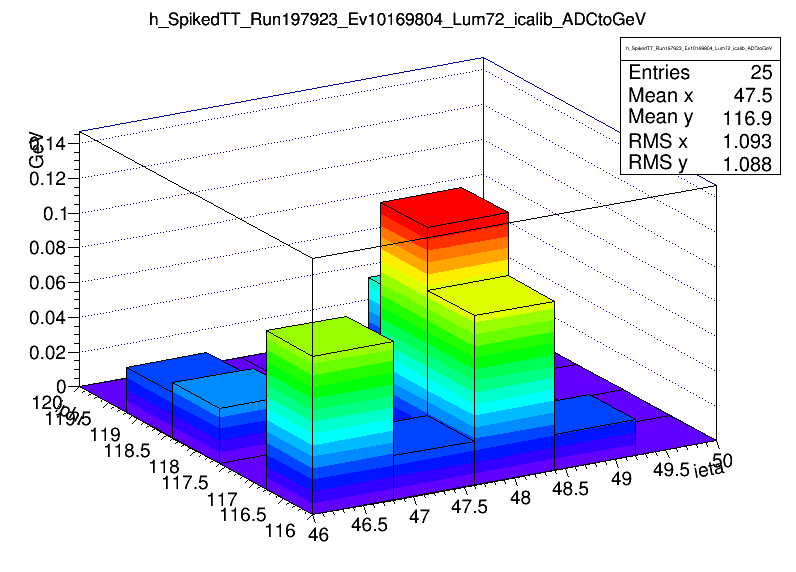 h_SpikedTT_Run197923_Ev10169804_Lum72_icalib_ADCtoGeV
h_SpikedTT_Run197923_Ev10169804_Lum72_icalib_ADCtoGeV
Entries 25
Mean x 47.5
Mean y 116.9
RMS x 1.093
RMS y 1.088
GeV
0.14
0.12
0.1
0.08
0.06
0.04
0.02
0
120
119.5
119
118.5
118
117.5
117
116.5
116
iphi
46
46.5
47
47.5
48
48.5
49
49.5
50
ieta